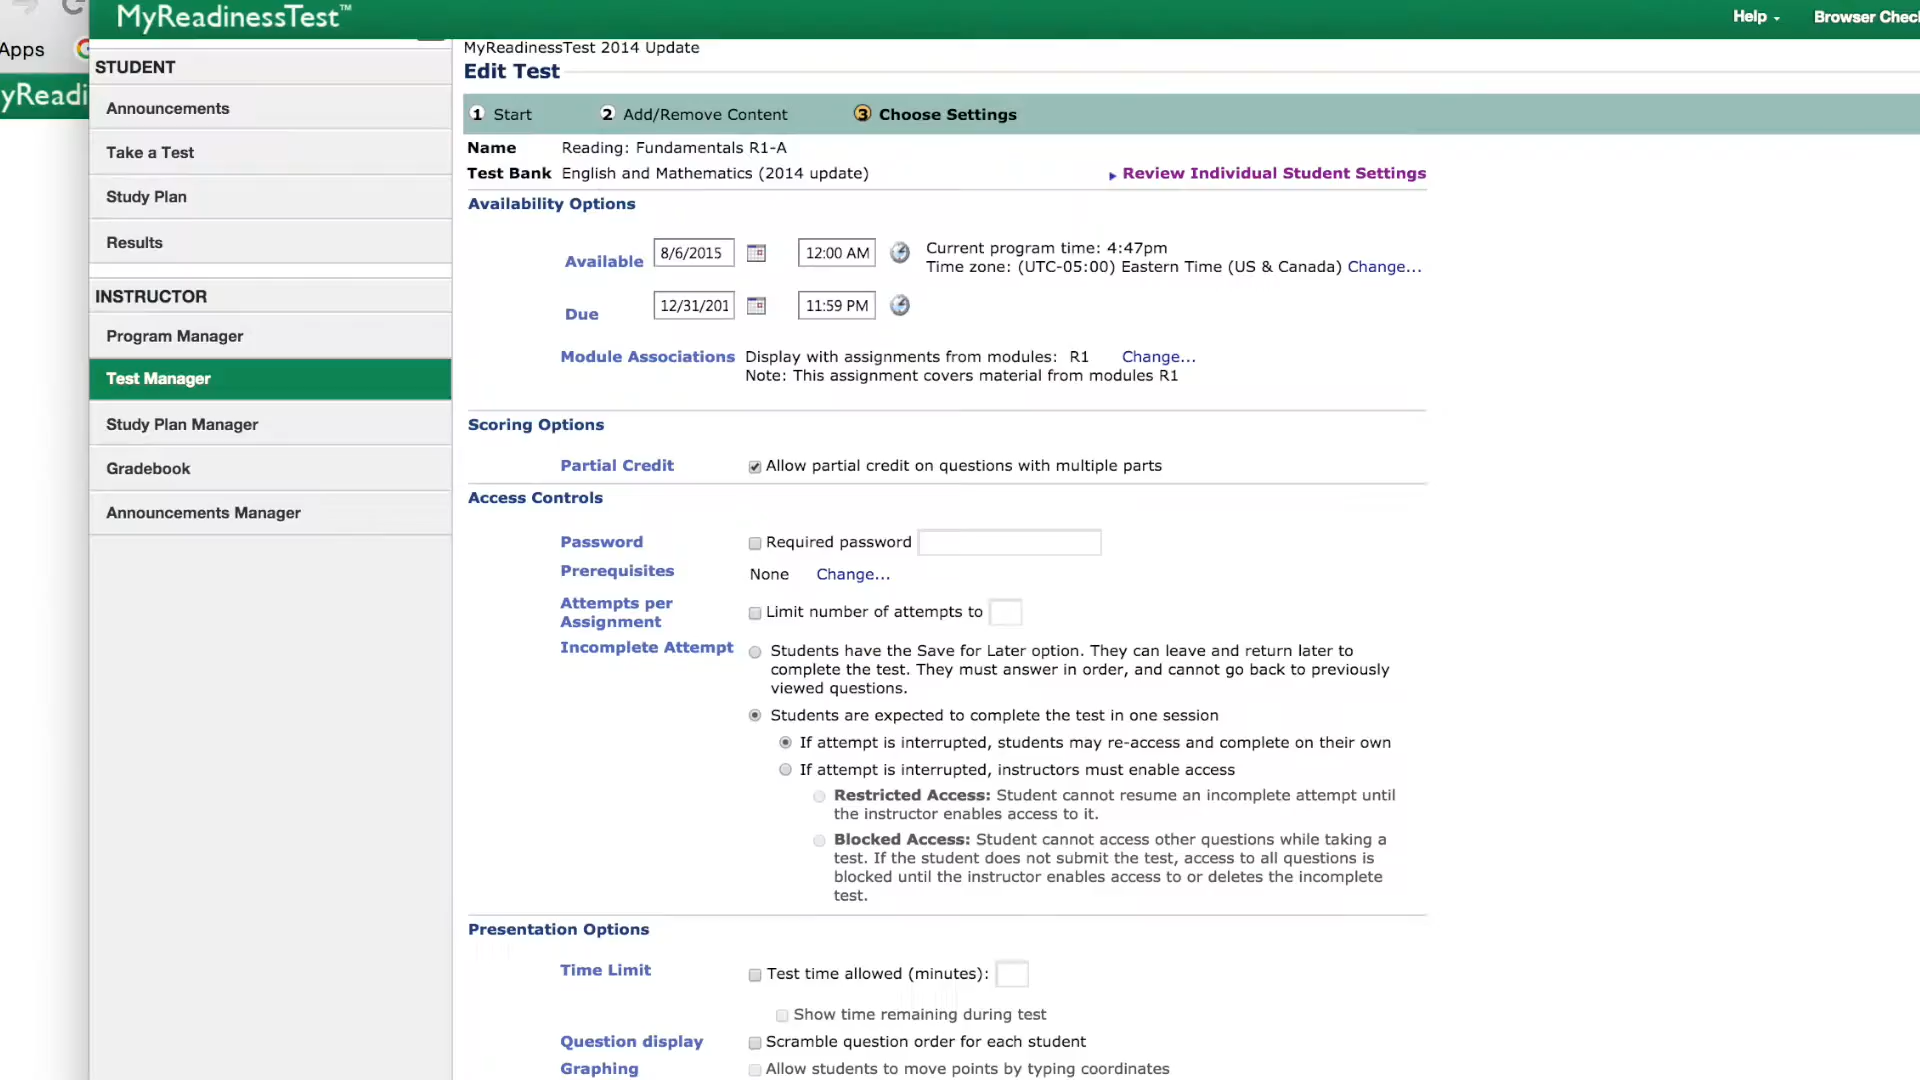 MyReadinessTest™
Help
Browser Chec
Apps
yReadi
STUDENT
Announcements
Take a Test
Study Plan
Results
INSTRUCTOR
Program Manager
Test Manager
Study Plan Manager
Gradebook
Announcements Manager
MyReadinessTest 2014 Update
Edit Test
1 Start 2 Add/Remove Content 3 Choose Settings
Name Reading: Fundamentals R1-A
Test Bank English and Mathematics (2014 update) Review Individual Student Settings
Availability Options
Available 8/6/2015 12:00 AM Current program time: 4:47pm
Time zone: (UTC-05:00) Eastern Time (US & Canada) Change...
Due 12/31/201 11:59 PM
Module Associations Display with assignments from modules: R1 Change...
Note: This assignment covers material from modules R1
Scoring Options
Partial Credit Allow partial credit on questions with multiple parts
Access Controls
Password Required password
Prerequisites None Change...
Attempts per
Assignment Limit number of attempts to
Incomplete Attempt Students have the Save for Later option. They can leave and return later to
complete the test. They must answer in order, and cannot go back to previously
viewed questions.
Students are expected to complete the test in one session
If attempt is interrupted, students may re-access and complete on their own
If attempt is interrupted, instructors must enable access
Restricted Access: Student cannot resume an incomplete attempt until
the instructor enables access to it.
Blocked Access: Student cannot access other questions while taking a
test. If the student does not submit the test, access to all questions is
blocked until the instructor enables access to or deletes the incomplete
test.
Presentation Options
Time Limit Test time allowed (minutes):
Show time remaining during test
Question display Scramble question order for each student
Graphing Allow students to move points by typing coordinates